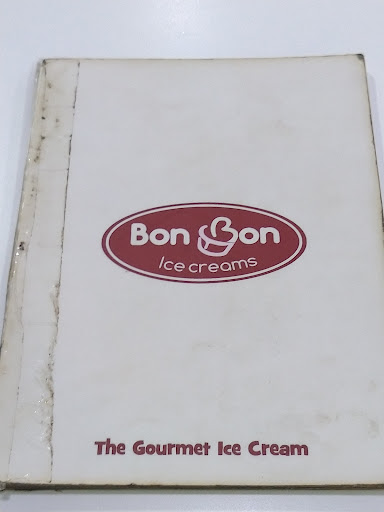 Bon Bon
Ice creams
The Gourmet Ice Cream